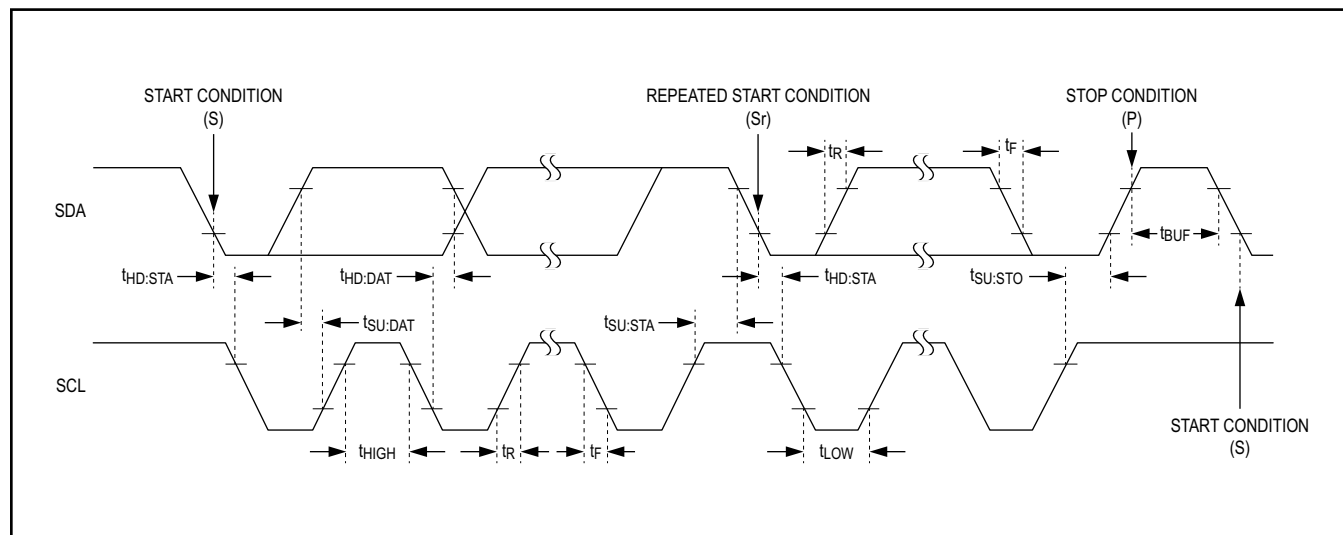 START CONDITION
(S)
REPEATED START CONDITION
(Sr)
STOP CONDITION
(P)
tR
tF
SDA
tBUF
tHD:STA
tHD:DAT
tHD:STA
tSU:STO
tSU:DAT
tSU:STA
SCL
tHIGH
tR
tF
tLOW
START CONDITION
(S)